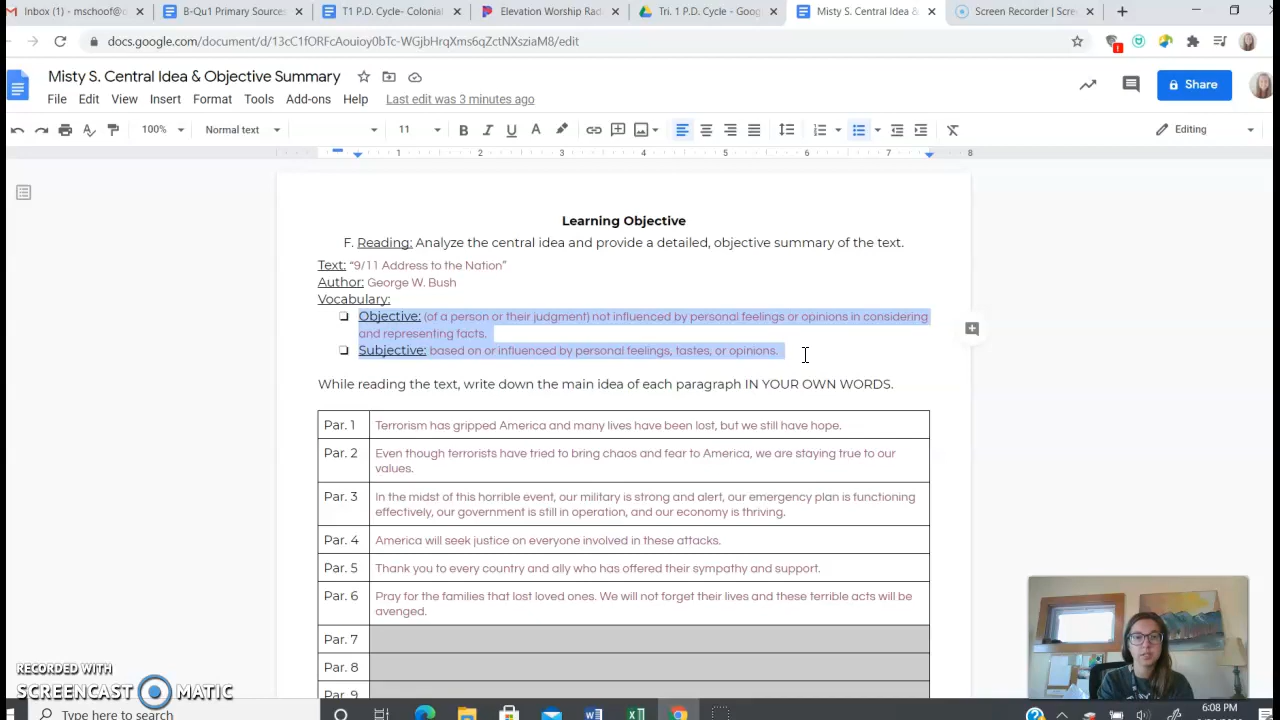 Inbox (1) - mschoof@c
B-Qu1 Primary Sources
T1 P.D. Cycle- Colonial
Elevation Worship Rad
Tri. 1 P.D. Cycle - Goog
Misty S. Central Idea &
Screen Recorder | Scre
docs.google.com/document/d/13cC1fORFcAouioy0bTc-WGjbHrqXms6qZctNXsziaM8/edit
Misty S. Central Idea & Objective Summary
File Edit View Insert Format Tools Add-ons Help Last edit was 3 minutes ago
Share
100% Normal text 11 B I U A Editing
1 2 3 4 5 6 7 8
Learning Objective
F. Reading: Analyze the central idea and provide a detailed, objective summary of the text.
Text: “9/11 Address to the Nation”
Author: George W. Bush
Vocabulary:
Objective: (of a person or their judgment) not influenced by personal feelings or opinions in considering
and representing facts.
Subjective: based on or influenced by personal feelings, tastes, or opinions.
While reading the text, write down the main idea of each paragraph IN YOUR OWN WORDS.
Par. 1 Terrorism has gripped America and many lives have been lost, but we still have hope.
Par. 2 Even though terrorists have tried to bring chaos and fear to America, we are staying true to our
values.
Par. 3 In the midst of this horrible event, our military is strong and alert, our emergency plan is functioning
effectively, our government is still in operation, and our economy is thriving.
Par. 4 America will seek justice on everyone involved in these attacks.
Par. 5 Thank you to every country and ally who has offered their sympathy and support.
Par. 6 Pray for the families that lost loved ones. We will not forget their lives and these terrible acts will be
avenged.
Par. 7
Par. 8
Par. 9
RECORDED WITH
SCREENCAST MATIC
Type here to search
6:08 PM